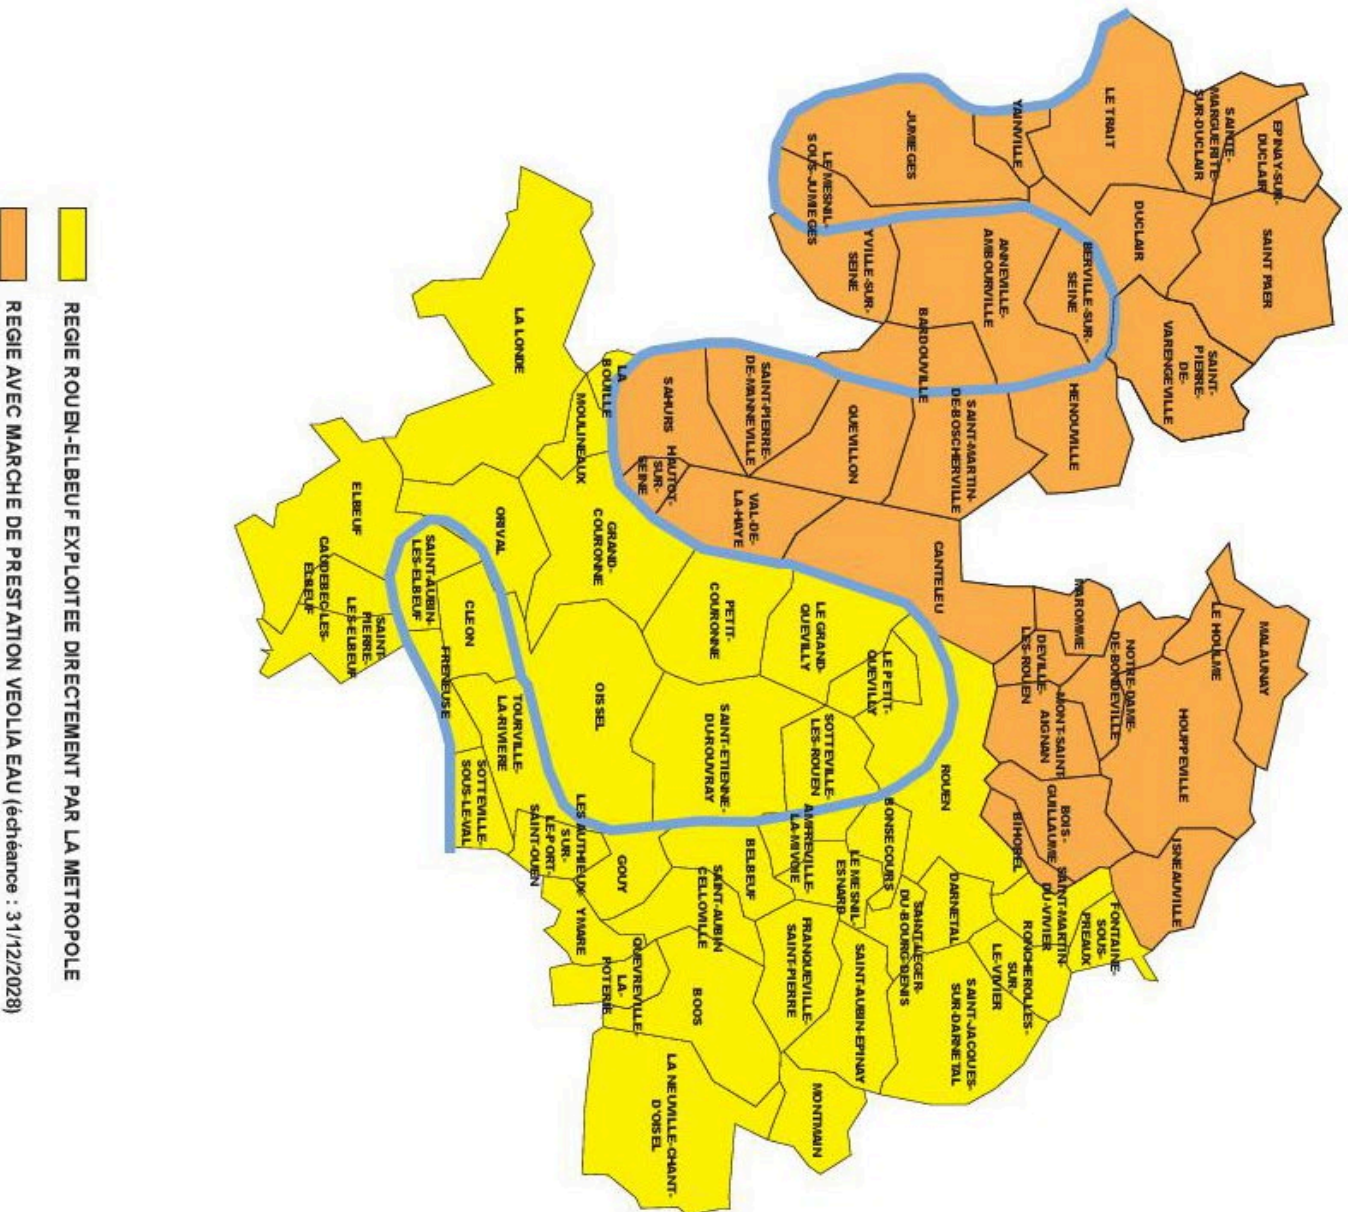 EPINAY-SUR-
DUCLAIR
SAINTE-
MARGUERITE-
SUR-DUCLAIR
SAINT PAER
LE TRAIT
DUCLAIR
SAINT-
PIERRE-
DE-
VARENGEVILLE
YAINVILLE
JUMIEGES
LE MESNIL-
SOUS-JUMIEGES
BERVILLE-SUR-
SEINE
ANNEVILLE-
AMBOURVILLE
YVILLE-SUR-
SEINE
BARDOUVILLE
HENOUVILLE
SAINT-MARTIN-
DE-BOSCHERVILLE
QUEVILLON
SAINT-PIERRE-
DE-MANNEVILLE
SAHURS
HAUTOT-
SUR-
SEINE
VAL-DE-
LA-HAYE
CANTELEU
MALAUNAY
LE HOULME
HOUPPEVILLE
NOTRE-DAME-
DE-BONDEVILLE
MAROMME
DEVILLE-
LES-ROUEN
MONT-SAINT
AIGNAN
BOIS-
GUILLAUME
BIHOREL
ISNEAUVILLE
FONTAINE-
SOUS-
PREAUX
SAINT-MARTIN-
DU-VIVIER
RONCHEROLLES-
SUR-
LE-VIVIER
ROUEN
DARNETAL
SAINT-JACQUES-
SUR-DARNETAL
SAINT-LEGER-
DU-BOURG-DENIS
BONSECOURS
LE MESNIL-
ESNARD
SAINT-AUBIN-EPINAY
AMFREVILLE-
LA-MIVOIE
FRANQUEVILLE-
SAINT-PIERRE
MONTMAIN
BELBEUF
SAINT-AUBIN
CELLOVILLE
BOOS
LA NEUVILLE-CHANT-
D'OISEL
GOUY
LES AUTHIEUX-
SUR-
LE-PORT-
SAINT-OUEN
YMARE
QUEVREVILLE-
LA-
POTERIE
LE PETIT-
QUEVILLY
LE GRAND-
QUEVILLY
SOTTEVILLE-
LES-ROUEN
PETIT-
COURONNE
SAINT-ETIENNE-
DU-ROUVRAY
GRAND-
COURONNE
OISSEL
LA
BOUILLE
MOULINEAUX
LA LONDE
ORIVAL
ELBEUF
CAUDEBEC-LES-
ELBEUF
SAINT-
PIERRE-
LES-ELBEUF
SAINT-AUBIN-
LES-ELBEUF
CLEON
FRENEUSE
TOURVILLE-
LA-RIVIERE
SOTTEVILLE-
SOUS-LE-VAL
REGIE ROUEN-ELBEUF EXPLOITEE DIRECTEMENT PAR LA METROPOLE
REGIE AVEC MARCHE DE PRESTATION VEOLIA EAU (échéance : 31/12/2028)